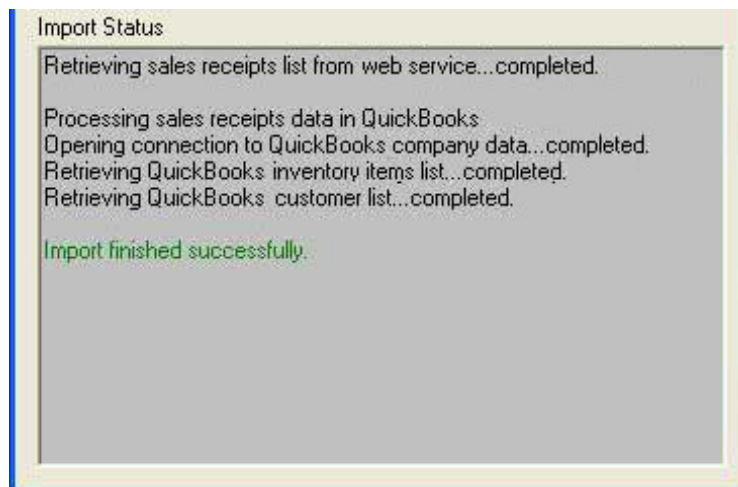 Import Status
Retrieving sales receipts list from web service...completed.
Processing sales receipts data in QuickBooks
Opening connection to QuickBooks company data...completed.
Retrieving QuickBooks inventory items list...completed.
Retrieving QuickBooks customer list...completed.
Import finished successfully.